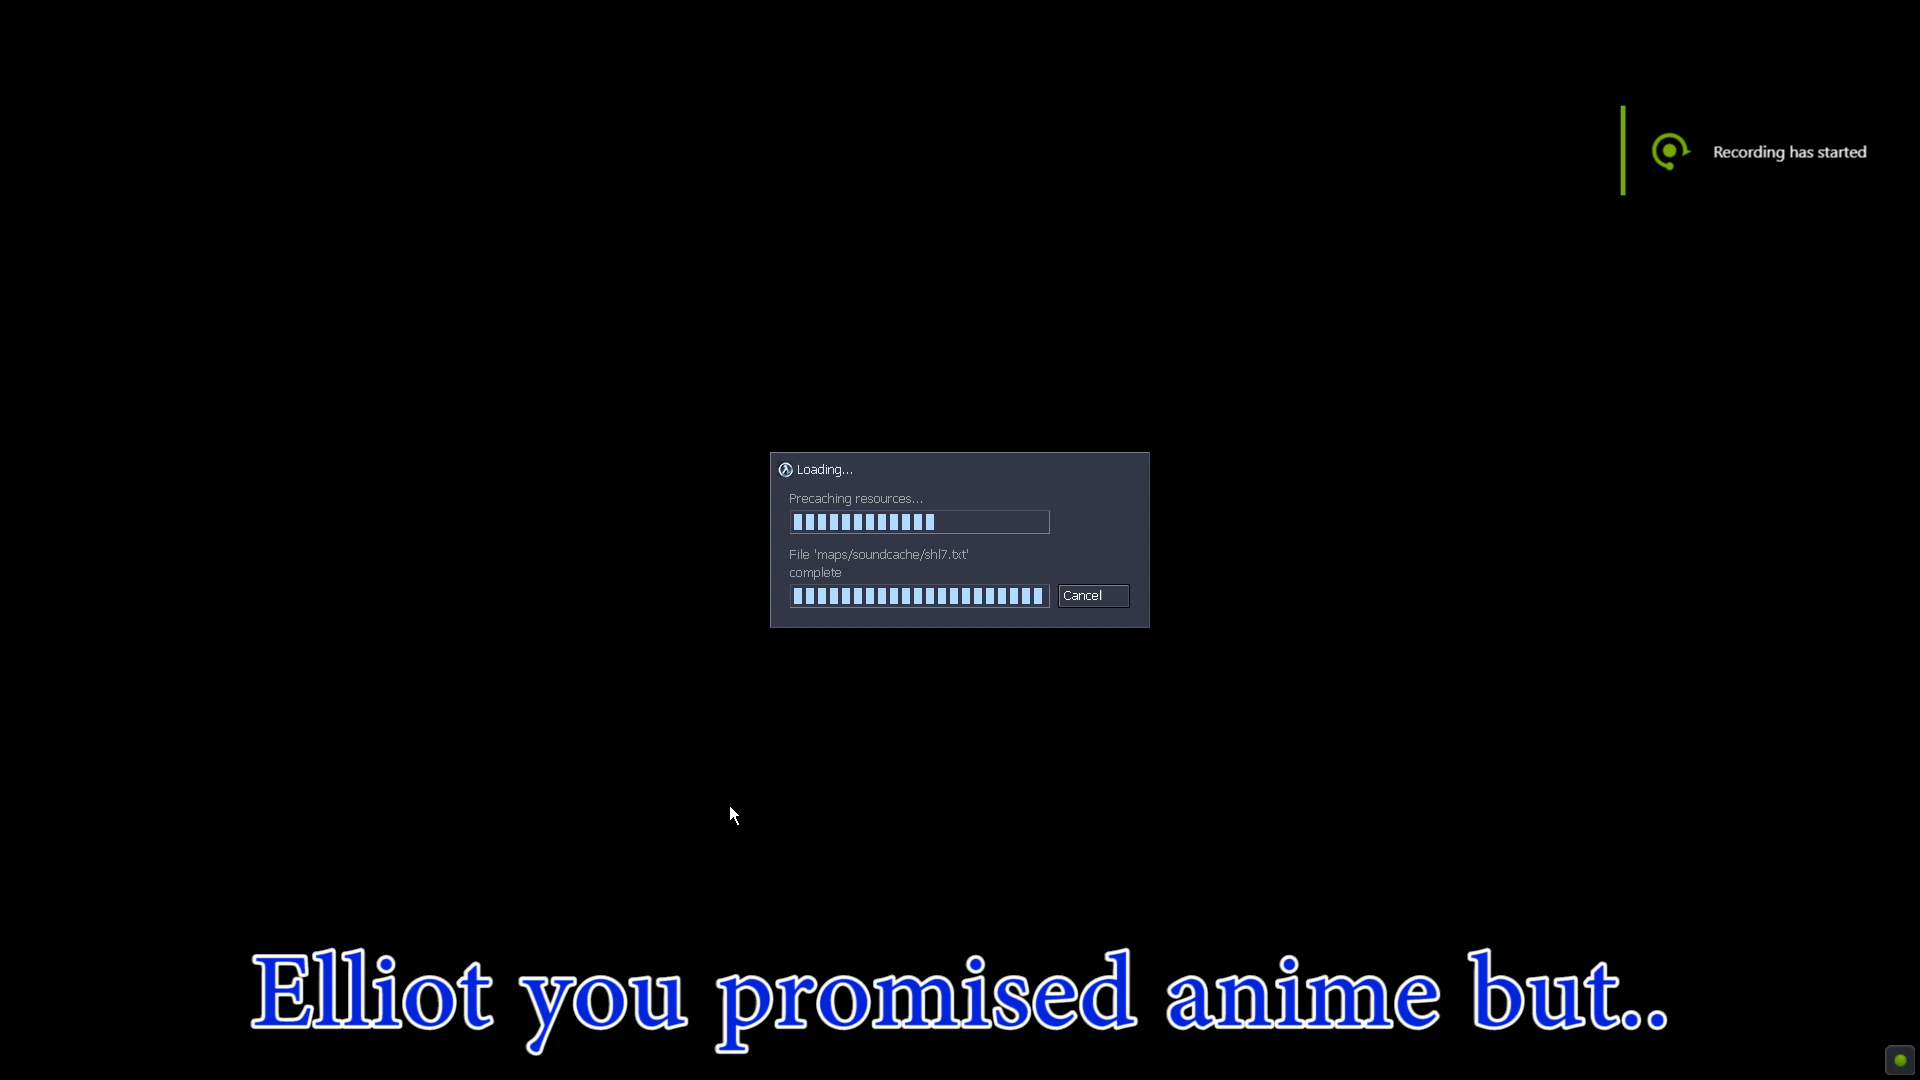 Recording has started
Loading...
Precaching resources...
File 'maps/soundcache/shl7.txt'
complete
Cancel
Elliot you promised anime but..